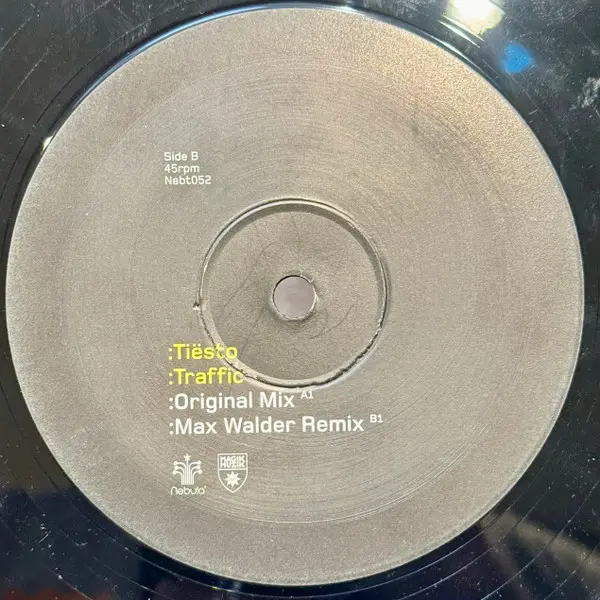 Side B
45rpm
Nebt052
:Tiësto
:Traffic
:Original Mix A1
:Max Walder Remix B1
Nebula
MAGIK
MUZIK